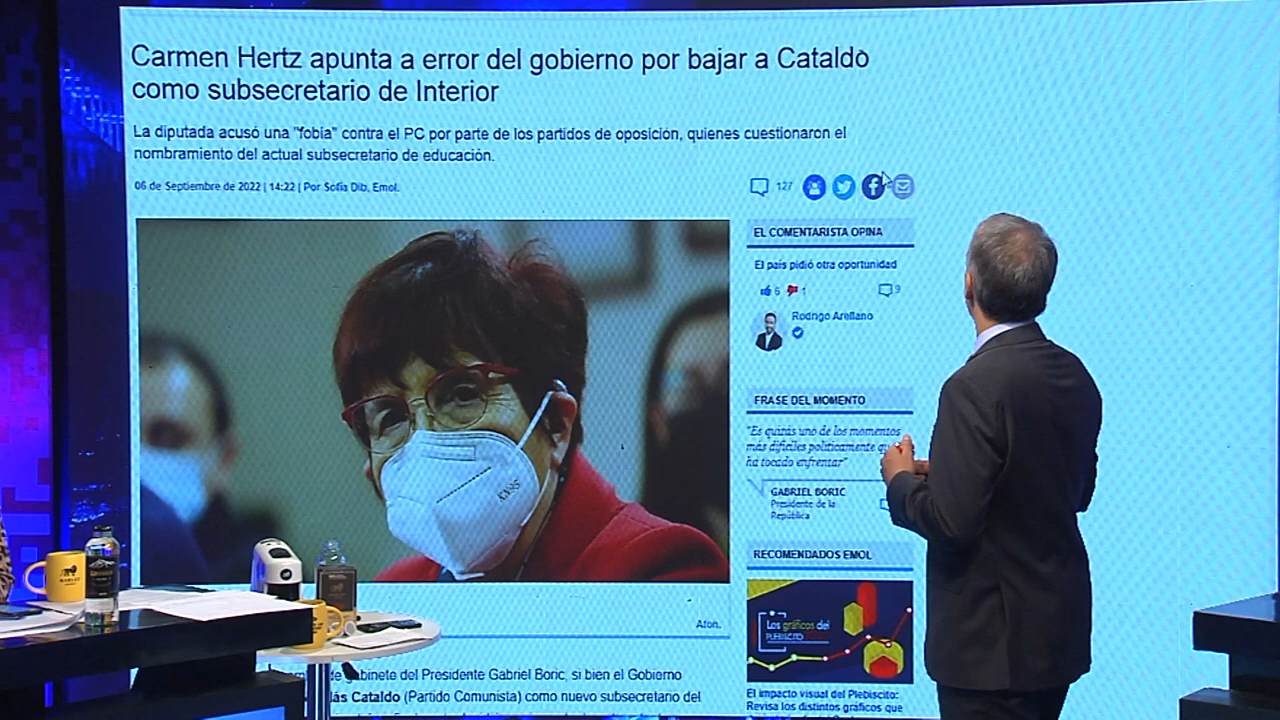 Carmen Hertz apunta a error del gobierno por bajar a Cataldo
como subsecretario de Interior
La diputada acusó una "fobia" contra el PC por parte de los partidos de oposición, quienes cuestionaron el
nombramiento del actual subsecretario de educación.
06 de Septiembre de 2022 | 14:22 | Por Sofía Dib, Emol.
127
EL COMENTARISTA OPINA
El país pidió otra oportunidad
6 1 9
Rodrigo Arellano
FRASE DEL MOMENTO
"Es quizás uno de los momentos
más difíciles políticamente
ha tocado enfrentar"
GABRIEL BORIC
Presidente de la
República
RECOMENDADOS EMOL
Los gráficos del
PLEBISCITO
El impacto visual del Plebiscito:
Revisa los distintos gráficos que
KN95
Aton.
gabinete del Presidente Gabriel Boric, si bien el Gobierno
Cataldo (Partido Comunista) como nuevo subsecretario del